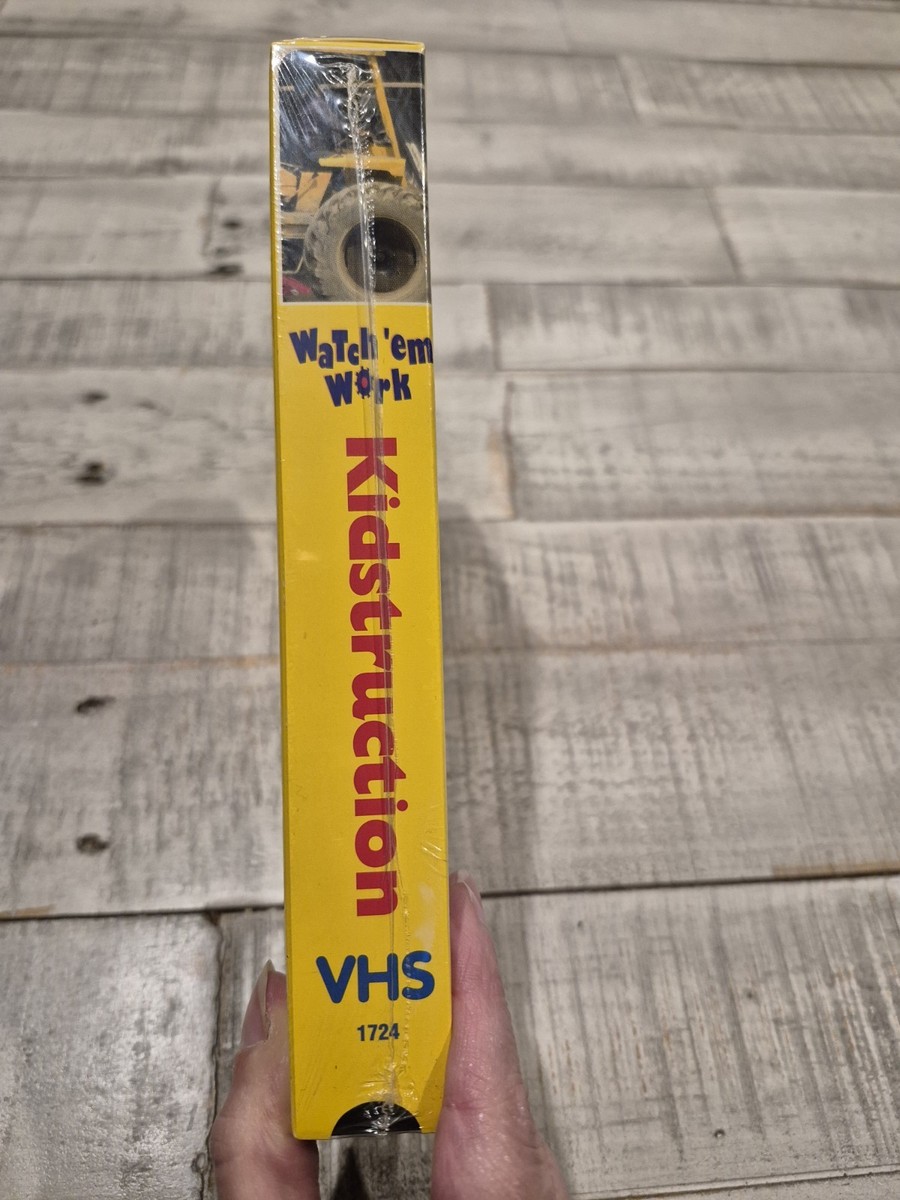 Watch 'em
Work
Kidstruction
VHS
1724